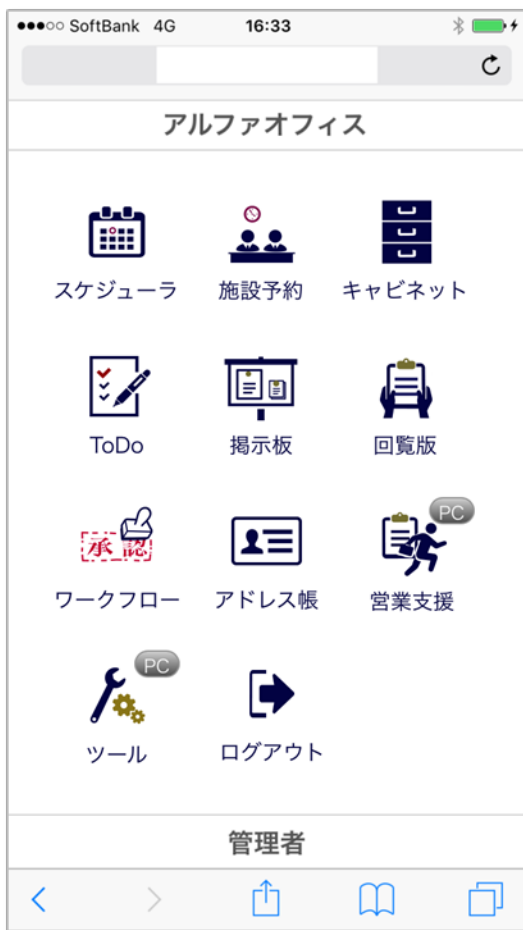 SoftBank 4G 16:33
アルファオフィス
スケジューラ 施設予約 キャビネット
ToDo 掲示板 回覧版
承認
PC
ワークフロー アドレス帳 営業支援
PC
ツール ログアウト
管理者